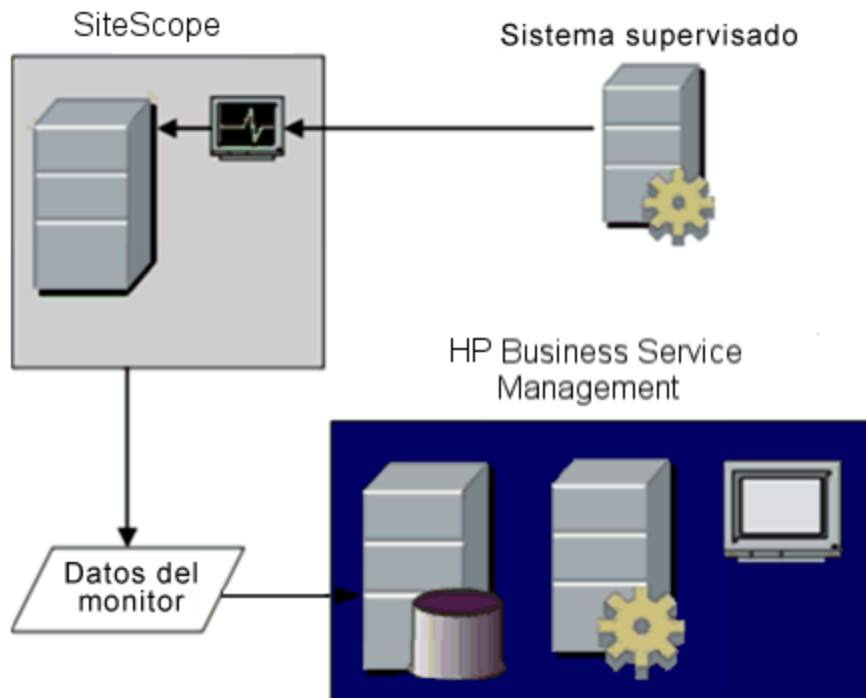 SiteScope
Sistema supervisado
HP Business Service
Management
Datos del
monitor